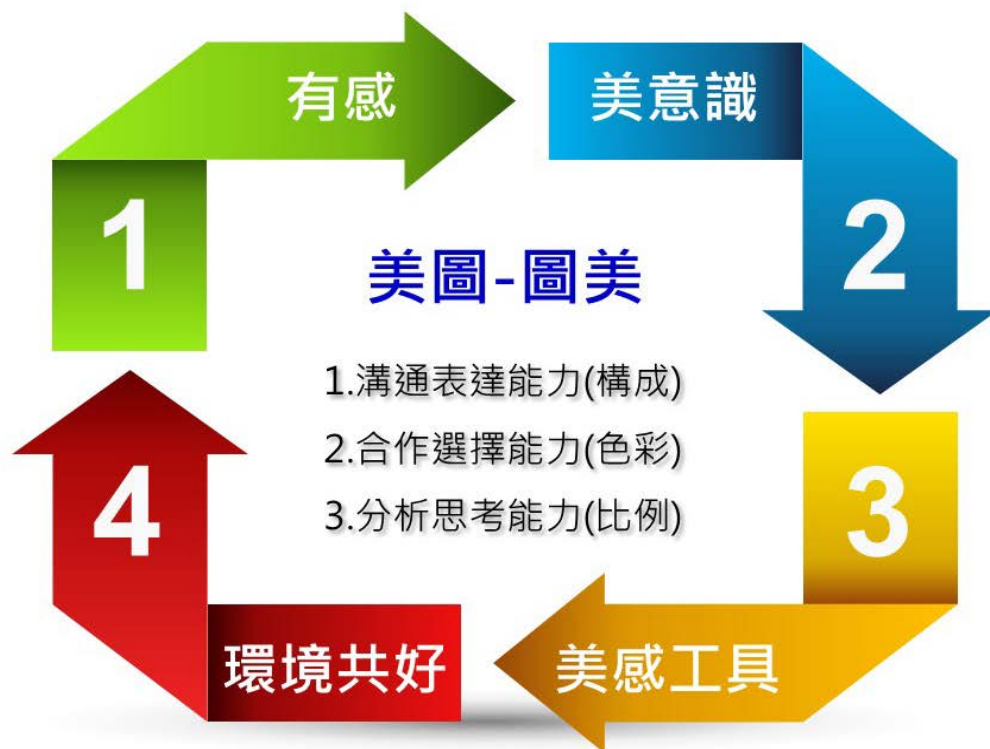 有感
1
美意識
2
美圖-圖美
1.溝通表達能力(構成)
2.合作選擇能力(色彩)
3.分析思考能力(比例)
3
美感工具
4
環境共好